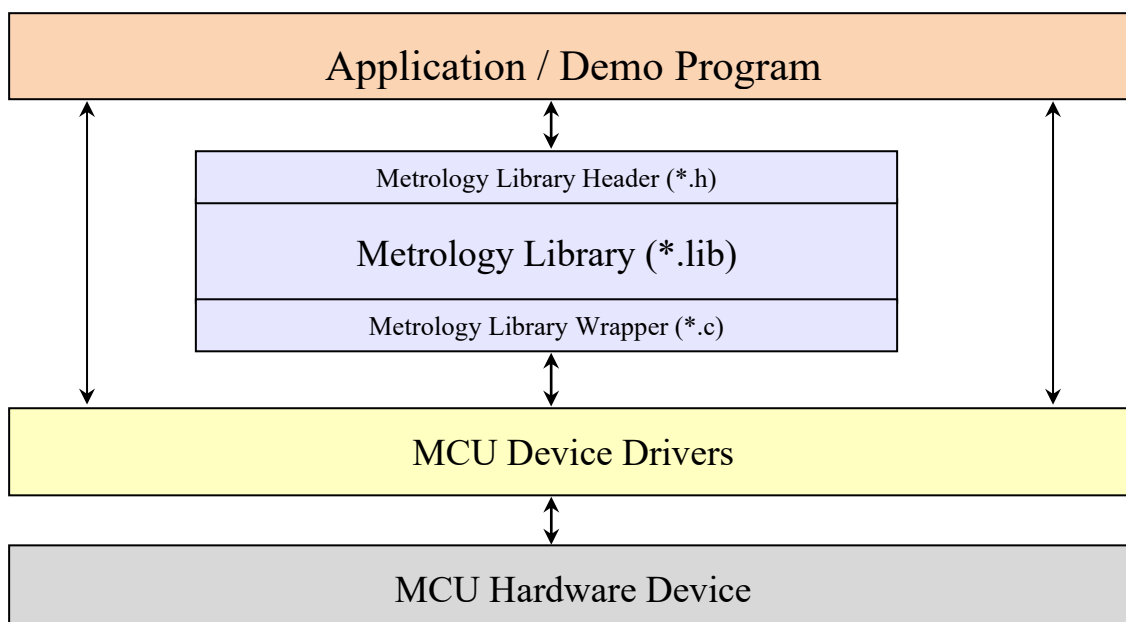 Application / Demo Program
Metrology Library Header (*.h)
Metrology Library (*.lib)
Metrology Library Wrapper (*.c)
MCU Device Drivers
MCU Hardware Device